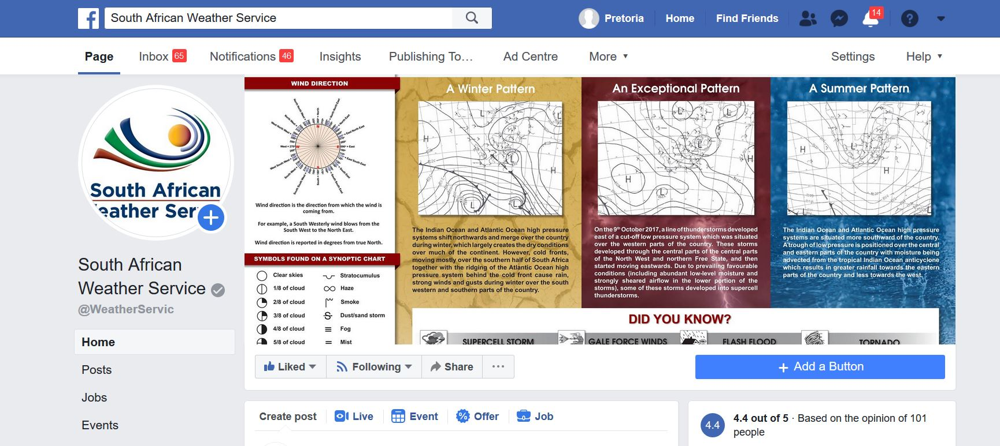 South African Weather Service
Pretoria
Home
Find Friends
14
Page
Inbox 65
Notifications 46
Insights
Publishing To...
Ad Centre
More
Settings
Help
South African
eather Ser
South African
Weather Service
@WeatherServic
Home
Posts
Jobs
Events
WIND DIRECTION
N
E
S
W
Wind direction is the direction from which the wind is
coming from.
For example, a South Westerly wind blows from the
South West to the North East.
Wind direction is reported in degrees from true North.
SYMBOLS FOUND ON A SYNOPTIC CHART
Clear skies
Stratocumulus
1/8 of cloud
Haze
2/8 of cloud
Smoke
3/8 of cloud
Dust/sand storm
4/8 of cloud
Fog
5/8 of cloud
Mist
A Winter Pattern
L
H
L
H
L
L
The Indian Ocean and Atlantic Ocean high pressure
systems shift northwards and merge over the country
during winter, which largely creates the dry conditions
over much of the continent. However, cold fronts,
moving mostly over the southern half of South Africa
together with the ridging of the Atlantic Ocean high
pressure system behind the cold front cause rain,
strong winds and gusts during winter over the south
western and southern parts of the country.
An Exceptional Pattern
L
L
L
H
H
L
On the 9th October 2017, a line of thunderstorms developed
east of a cut-off low pressure system which was situated
over the western parts of the country. These storms
developed through the central parts of the central parts
of the North West and northern Free State, and then
started moving eastwards. Due to prevailing favourable
conditions (including abundant low-level moisture and
strongly sheared airflow in the lower portion of the
storms), some of these storms developed into supercell
thunderstorms.
A Summer Pattern
L
H
L
H
L
The Indian Ocean and Atlantic Ocean high pressure
systems are situated more southward of the country.
A trough of low pressure is positioned over the central
and eastern parts of the country with moisture being
advected from the tropical Indian Ocean anticyclone
which results in greater rainfall towards the eastern
parts of the country and less towards the west.
DID YOU KNOW?
SUPERCELL STORM
GALE FORCE WINDS
FLASH FLOOD
TORNADO
Liked
Following
Share
+ Add a Button
Create post
Live
Event
Offer
Job
4.4
4.4 out of 5 · Based on the opinion of 101
people